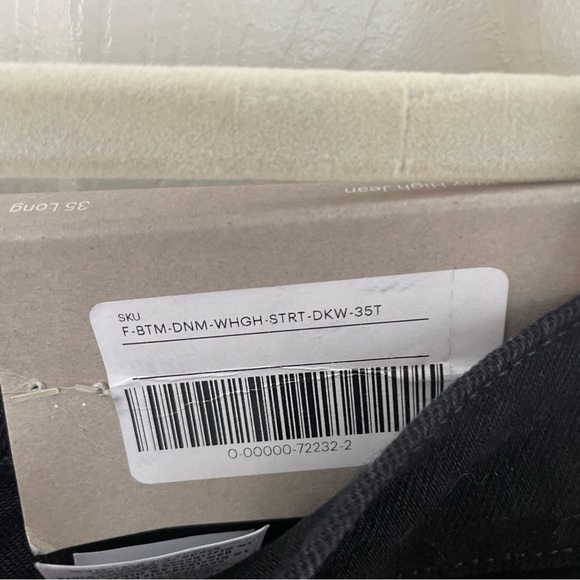 35 Long
High Jean
SKU
F-BTM-DNM-WHGH-STRT-DKW-35T
0-00000-72232-2